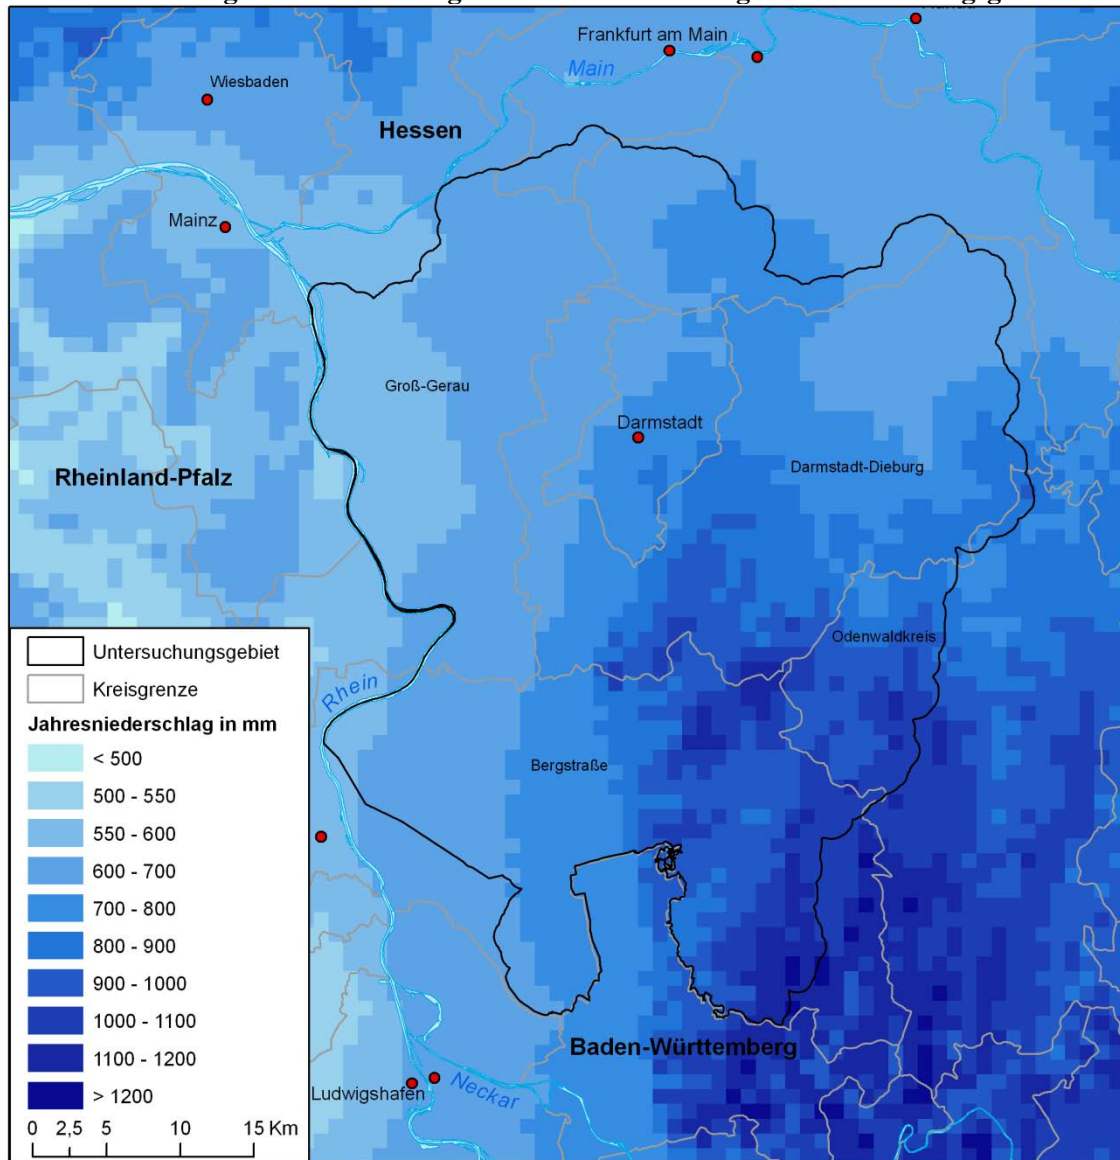 Frankfurt am Main
Main
Wiesbaden
Hessen
Mainz
Groß-Gerau
Darmstadt
Rheinland-Pfalz
Darmstadt-Dieburg
Odenwaldkreis
Rhein
Bergstraße
Baden-Württemberg
Ludwigshafen
Neckar
Untersuchungsgebiet
Kreisgrenze
Jahresniederschlag in mm
< 500
500 - 550
550 - 600
600 - 700
700 - 800
800 - 900
900 - 1000
1000 - 1100
1100 - 1200
> 1200
0 2,5 5 10 15 Km